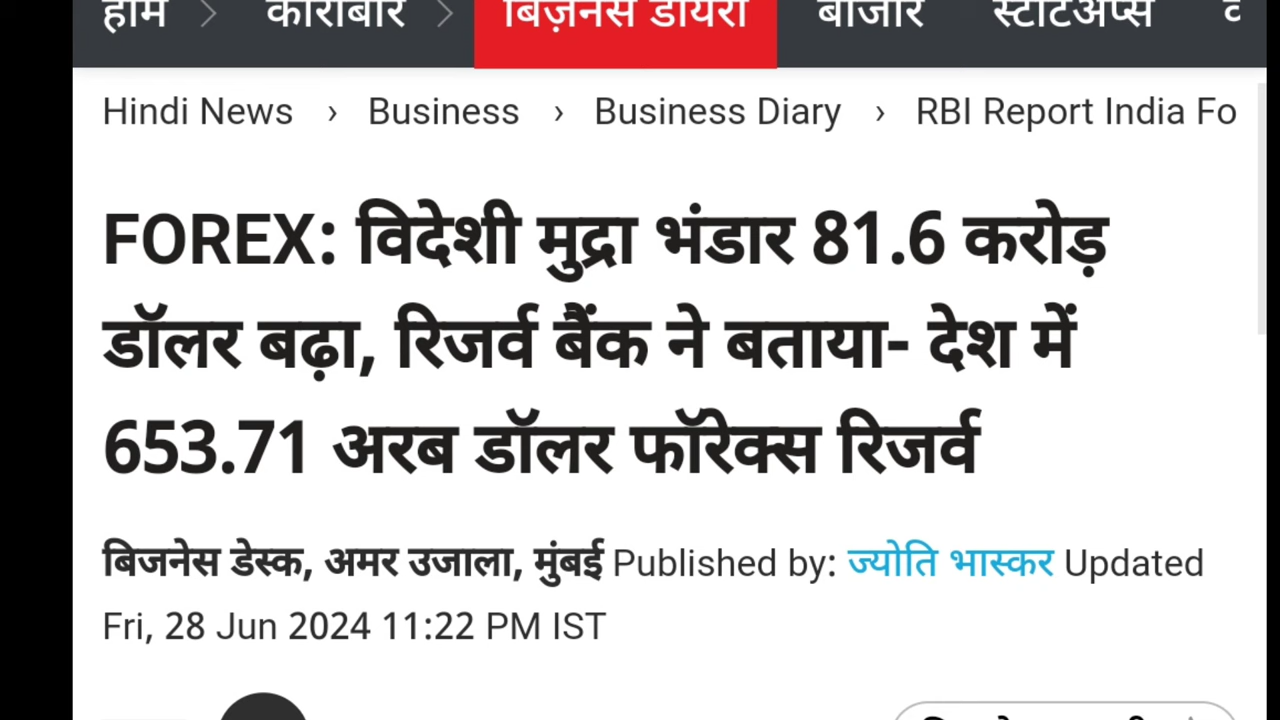 होम > कारोबार > बिज़नेस डायरी बाजार स्टार्टअप्स
Hindi News › Business › Business Diary › RBI Report India Fo
FOREX: विदेशी मुद्रा भंडार 81.6 करोड़
डॉलर बढ़ा, रिजर्व बैंक ने बताया- देश में
653.71 अरब डॉलर फॉरेक्स रिजर्व
बिजनेस डेस्क, अमर उजाला, मुंबई Published by: ज्योति भास्कर Updated
Fri, 28 Jun 2024 11:22 PM IST